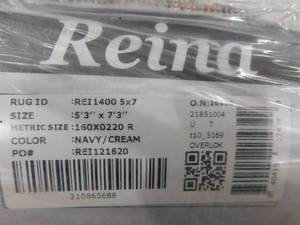 Reina
RUG ID :REI1400 5x7
SIZE :5'3'' x 7'3''
METRIC SIZE :160X0220 R
COLOR :NAVY/CREAM
PO# :REI121620
210865688
O.N:
21851004
Ü T
t10_5169
OVERLOK